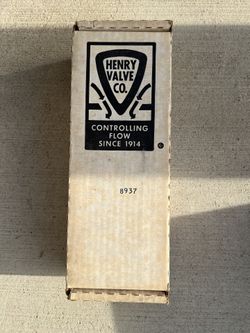 HENRY
VALVE
CO.
CONTROLLING
FLOW
SINCE 1914
8937